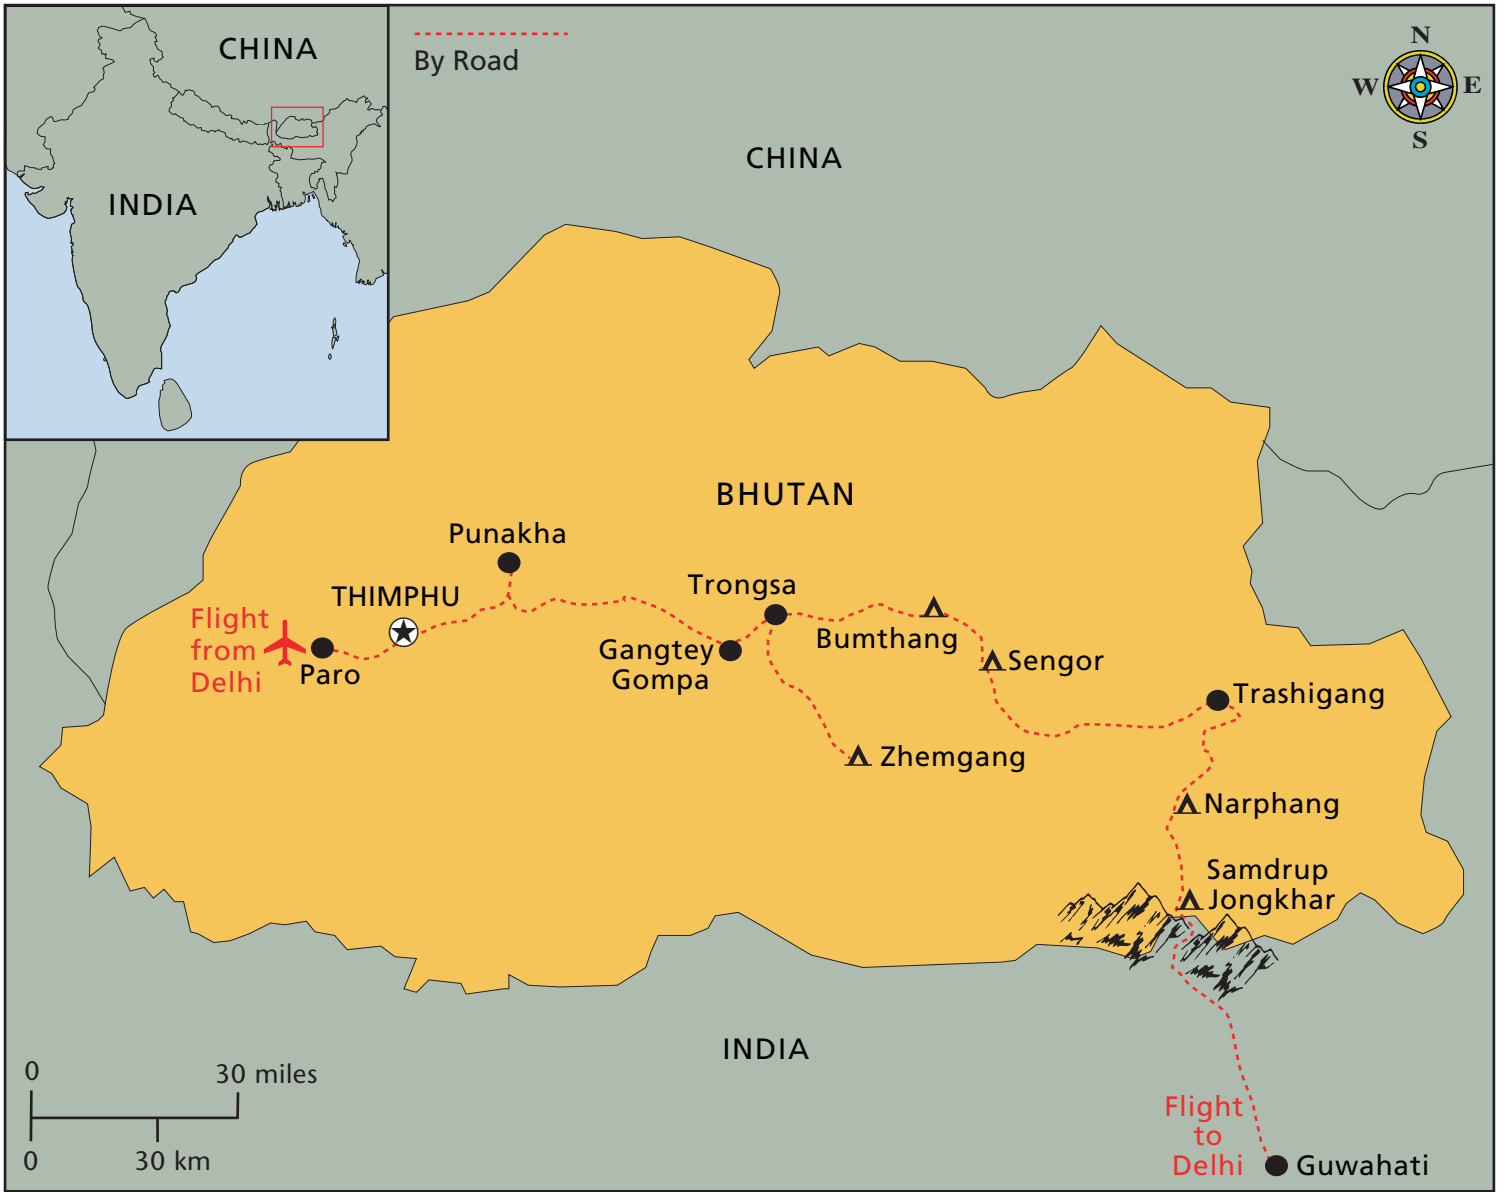 CHINA
INDIA
By Road
N
W
E
S
CHINA
BHUTAN
Punakha
THIMPHU
Flight
from
Delhi
Paro
Trongsa
Gangtey
Gompa
Bumthang
Sengor
Trashigang
Zhemgang
Narphang
Samdrup
Jongkhar
INDIA
0
30 miles
0
30 km
Flight
to
Delhi
Guwahati